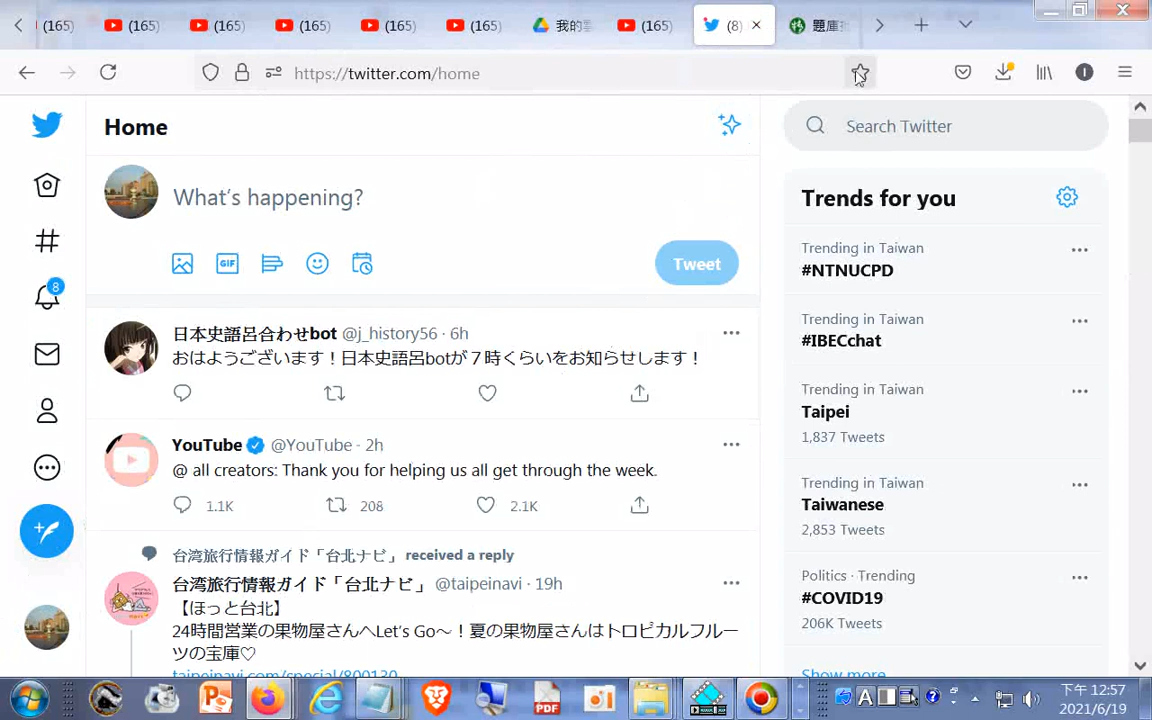 (165)
(165)
(165)
(165)
(165)
(165)
我的
(165)
(8)
題庫
https://twitter.com/home
I
Home
Search Twitter
What's happening?
GIF
Tweet
8
日本史語呂合わせbot @j_history56 · 6h
おはようございます！日本史語呂botが７時くらいをお知らせします！
YouTube @YouTube · 2h
@ all creators: Thank you for helping us all get through the week.
1.1K
208
2.1K
台湾旅行情報ガイド「台北ナビ」 received a reply
台湾旅行情報ガイド「台北ナビ」 @taipeinavi · 19h
【ほっと台北】
24時間営業の果物屋さんへLet's Go～！夏の果物屋さんはトロピカルフルー
ツの宝庫♡
taipeinavi.com/special/800130
Trends for you
Trending in Taiwan
#NTNUCPD
Trending in Taiwan
#IBECchat
Trending in Taiwan
Taipei
1,837 Tweets
Trending in Taiwan
Taiwanese
2,853 Tweets
Politics · Trending
#COVID19
206K Tweets
Show more
PDF
A
下午 12:57
2021/6/19